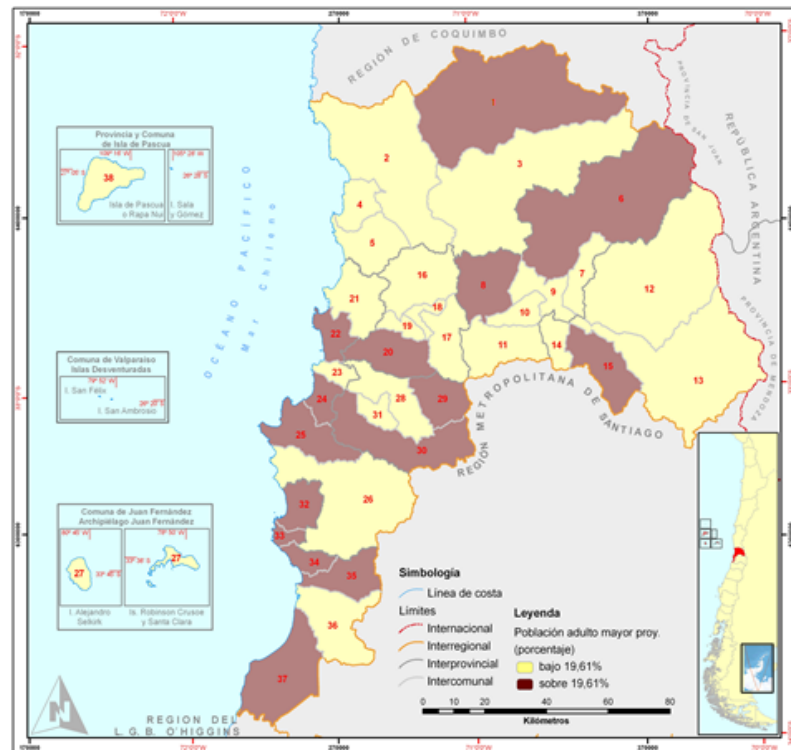 REGIÓN DE COQUIMBO
PROVINCIA DE SAN JUAN
REPÚBLICA ARGENTINA
PROVINCIA DE MENDOZA
OCÉANO PACÍFICO
Mar Chileno
Provincia y Comuna
de Isla de Pascua
38
Isla de Pascua
o Rapa Nui
I. Sala
y Gómez
Comuna de Valparaiso
Islas Desventuradas
I. San Félix
I. San Ambrosio
Comuna de Juan Fernández
Archipiélago Juan Fernández
27
27
I. Alejandro
Selkirk
Is. Robinson Crusoe
y Santa Clara
1
2
3
4
5
6
7
8
9
10
11
12
13
14
15
16
17
18
19
20
21
22
23
24
25
26
28
29
30
31
32
33
34
35
36
37
REGIÓN METROPOLITANA DE SANTIAGO
REGION DEL
L.G.B. O'HIGGINS
N
Simbología
Línea de costa
Límites
Internacional
Interregional
Interprovincial
Intercomunal
Leyenda
Población adulto mayor proy.
(porcentaje)
bajo 19,61%
sobre 19,61%
0
20
40
60
80
Kilómetros